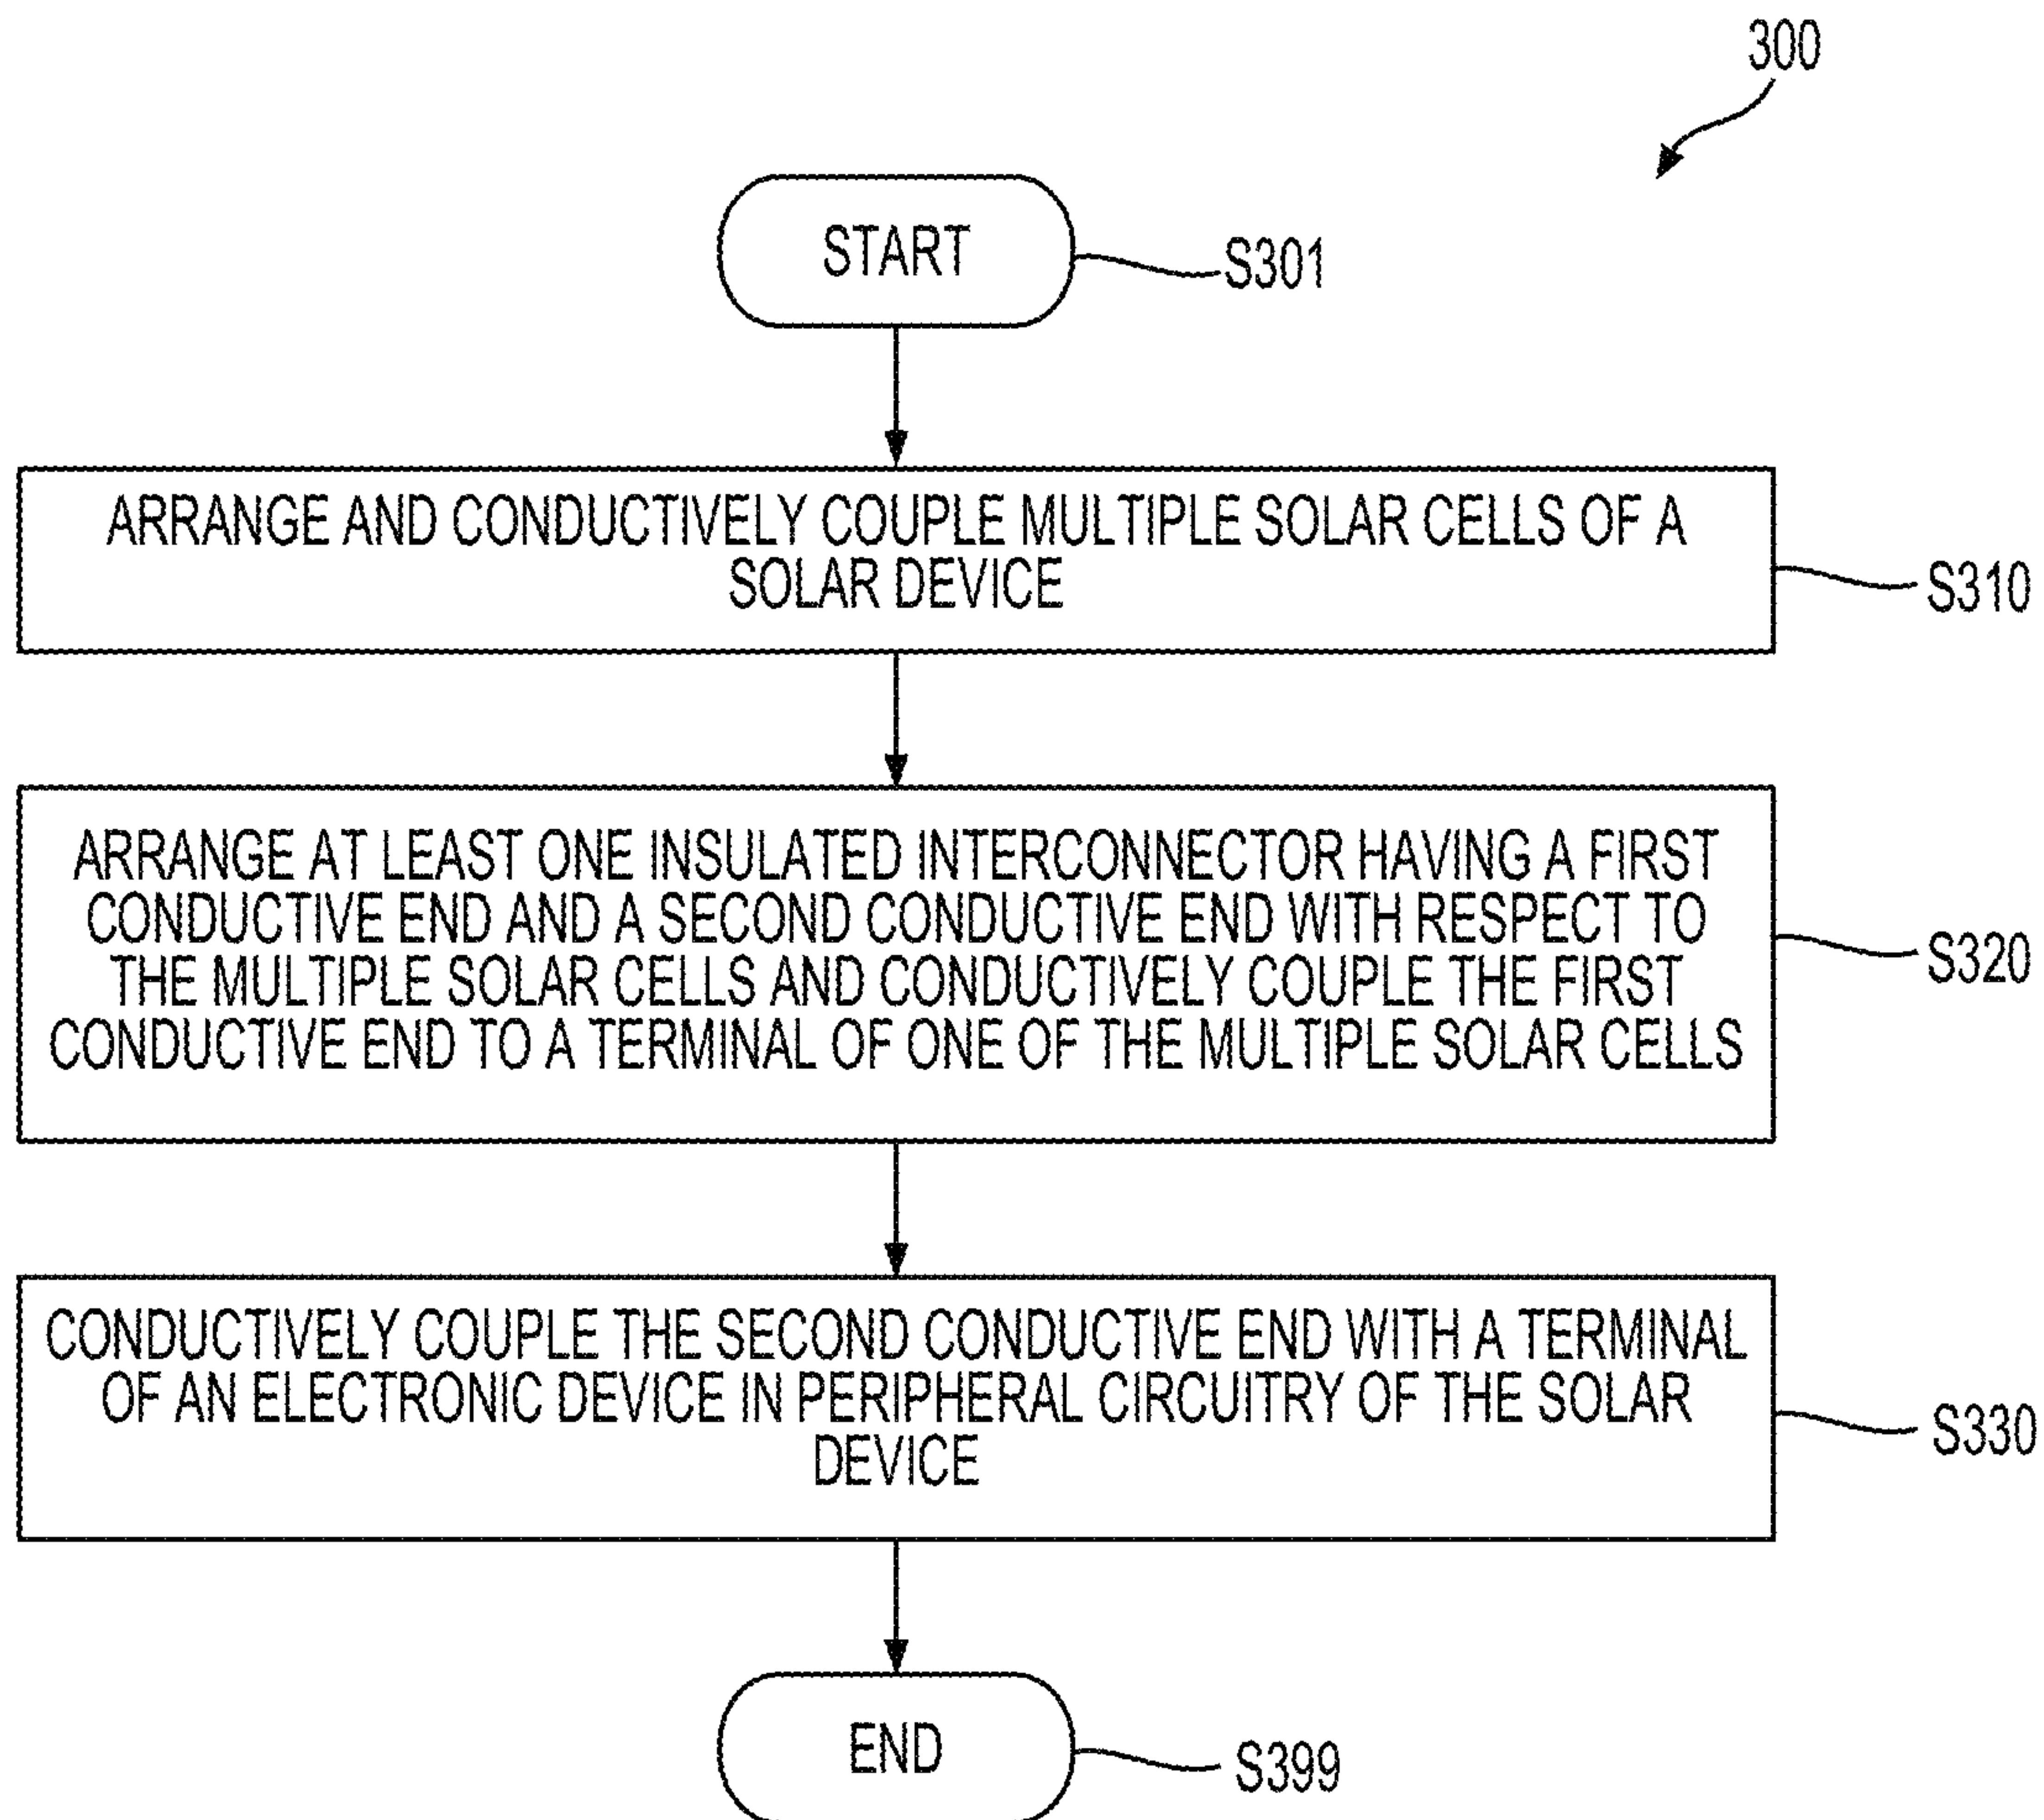 300
START
S301
ARRANGE AND CONDUCTIVELY COUPLE MULTIPLE SOLAR CELLS OF A
SOLAR DEVICE
S310
ARRANGE AT LEAST ONE INSULATED INTERCONNECTOR HAVING A FIRST
CONDUCTIVE END AND A SECOND CONDUCTIVE END WITH RESPECT TO
THE MULTIPLE SOLAR CELLS AND CONDUCTIVELY COUPLE THE FIRST
CONDUCTIVE END TO A TERMINAL OF ONE OF THE MULTIPLE SOLAR CELLS
S320
CONDUCTIVELY COUPLE THE SECOND CONDUCTIVE END WITH A TERMINAL
OF AN ELECTRONIC DEVICE IN PERIPHERAL CIRCUITRY OF THE SOLAR
DEVICE
S330
END
S399